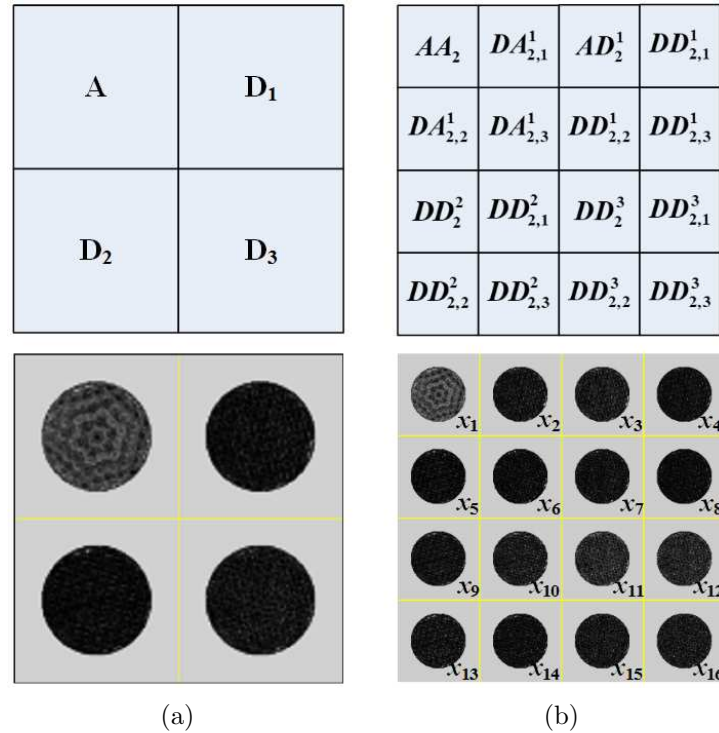 A D₁
D₂ D₃
(a)
AA₂ DA¹₂,₁ AD¹₂ DD¹₂,₁
DA¹₂,₂ DA¹₂,₃ DD¹₂,₂ DD¹₂,₃
DD²₂ DD²₂,₁ DD³₂ DD³₂,₁
DD²₂,₂ DD²₂,₃ DD³₂,₂ DD³₂,₃
x₁ x₂ x₃ x₄
x₅ x₆ x₇ x₈
x₉ x₁₀ x₁₁ x₁₂
x₁₃ x₁₄ x₁₅ x₁₆
(b)